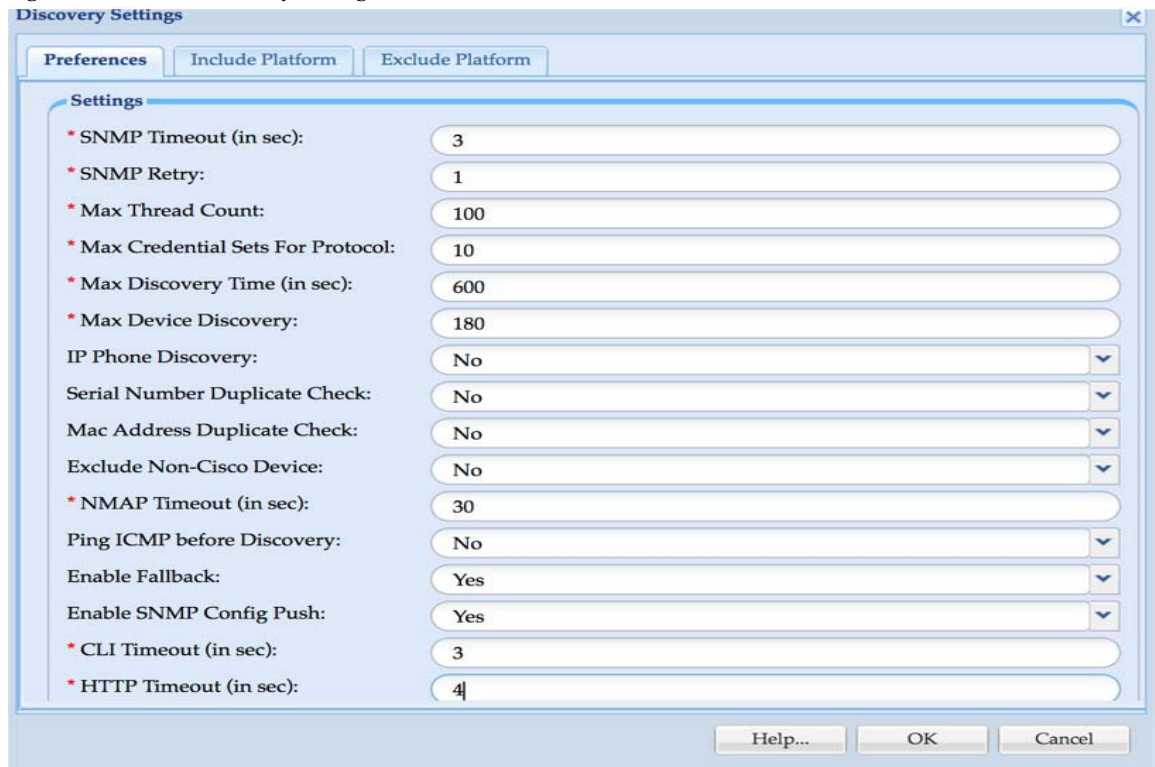 Discovery Settings
Preferences Include Platform Exclude Platform
Settings
* SNMP Timeout (in sec): 3
* SNMP Retry: 1
* Max Thread Count: 100
* Max Credential Sets For Protocol: 10
* Max Discovery Time (in sec): 600
* Max Device Discovery: 180
IP Phone Discovery: No
Serial Number Duplicate Check: No
Mac Address Duplicate Check: No
Exclude Non-Cisco Device: No
* NMAP Timeout (in sec): 30
Ping ICMP before Discovery: No
Enable Fallback: Yes
Enable SNMP Config Push: Yes
* CLI Timeout (in sec): 3
* HTTP Timeout (in sec): 4
Help... OK Cancel